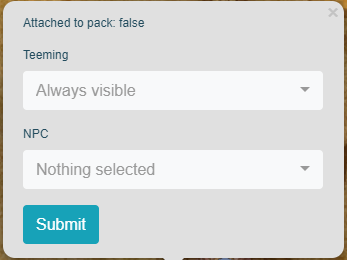 Attached to pack: false
Teeming
Always visible
NPC
Nothing selected
Submit